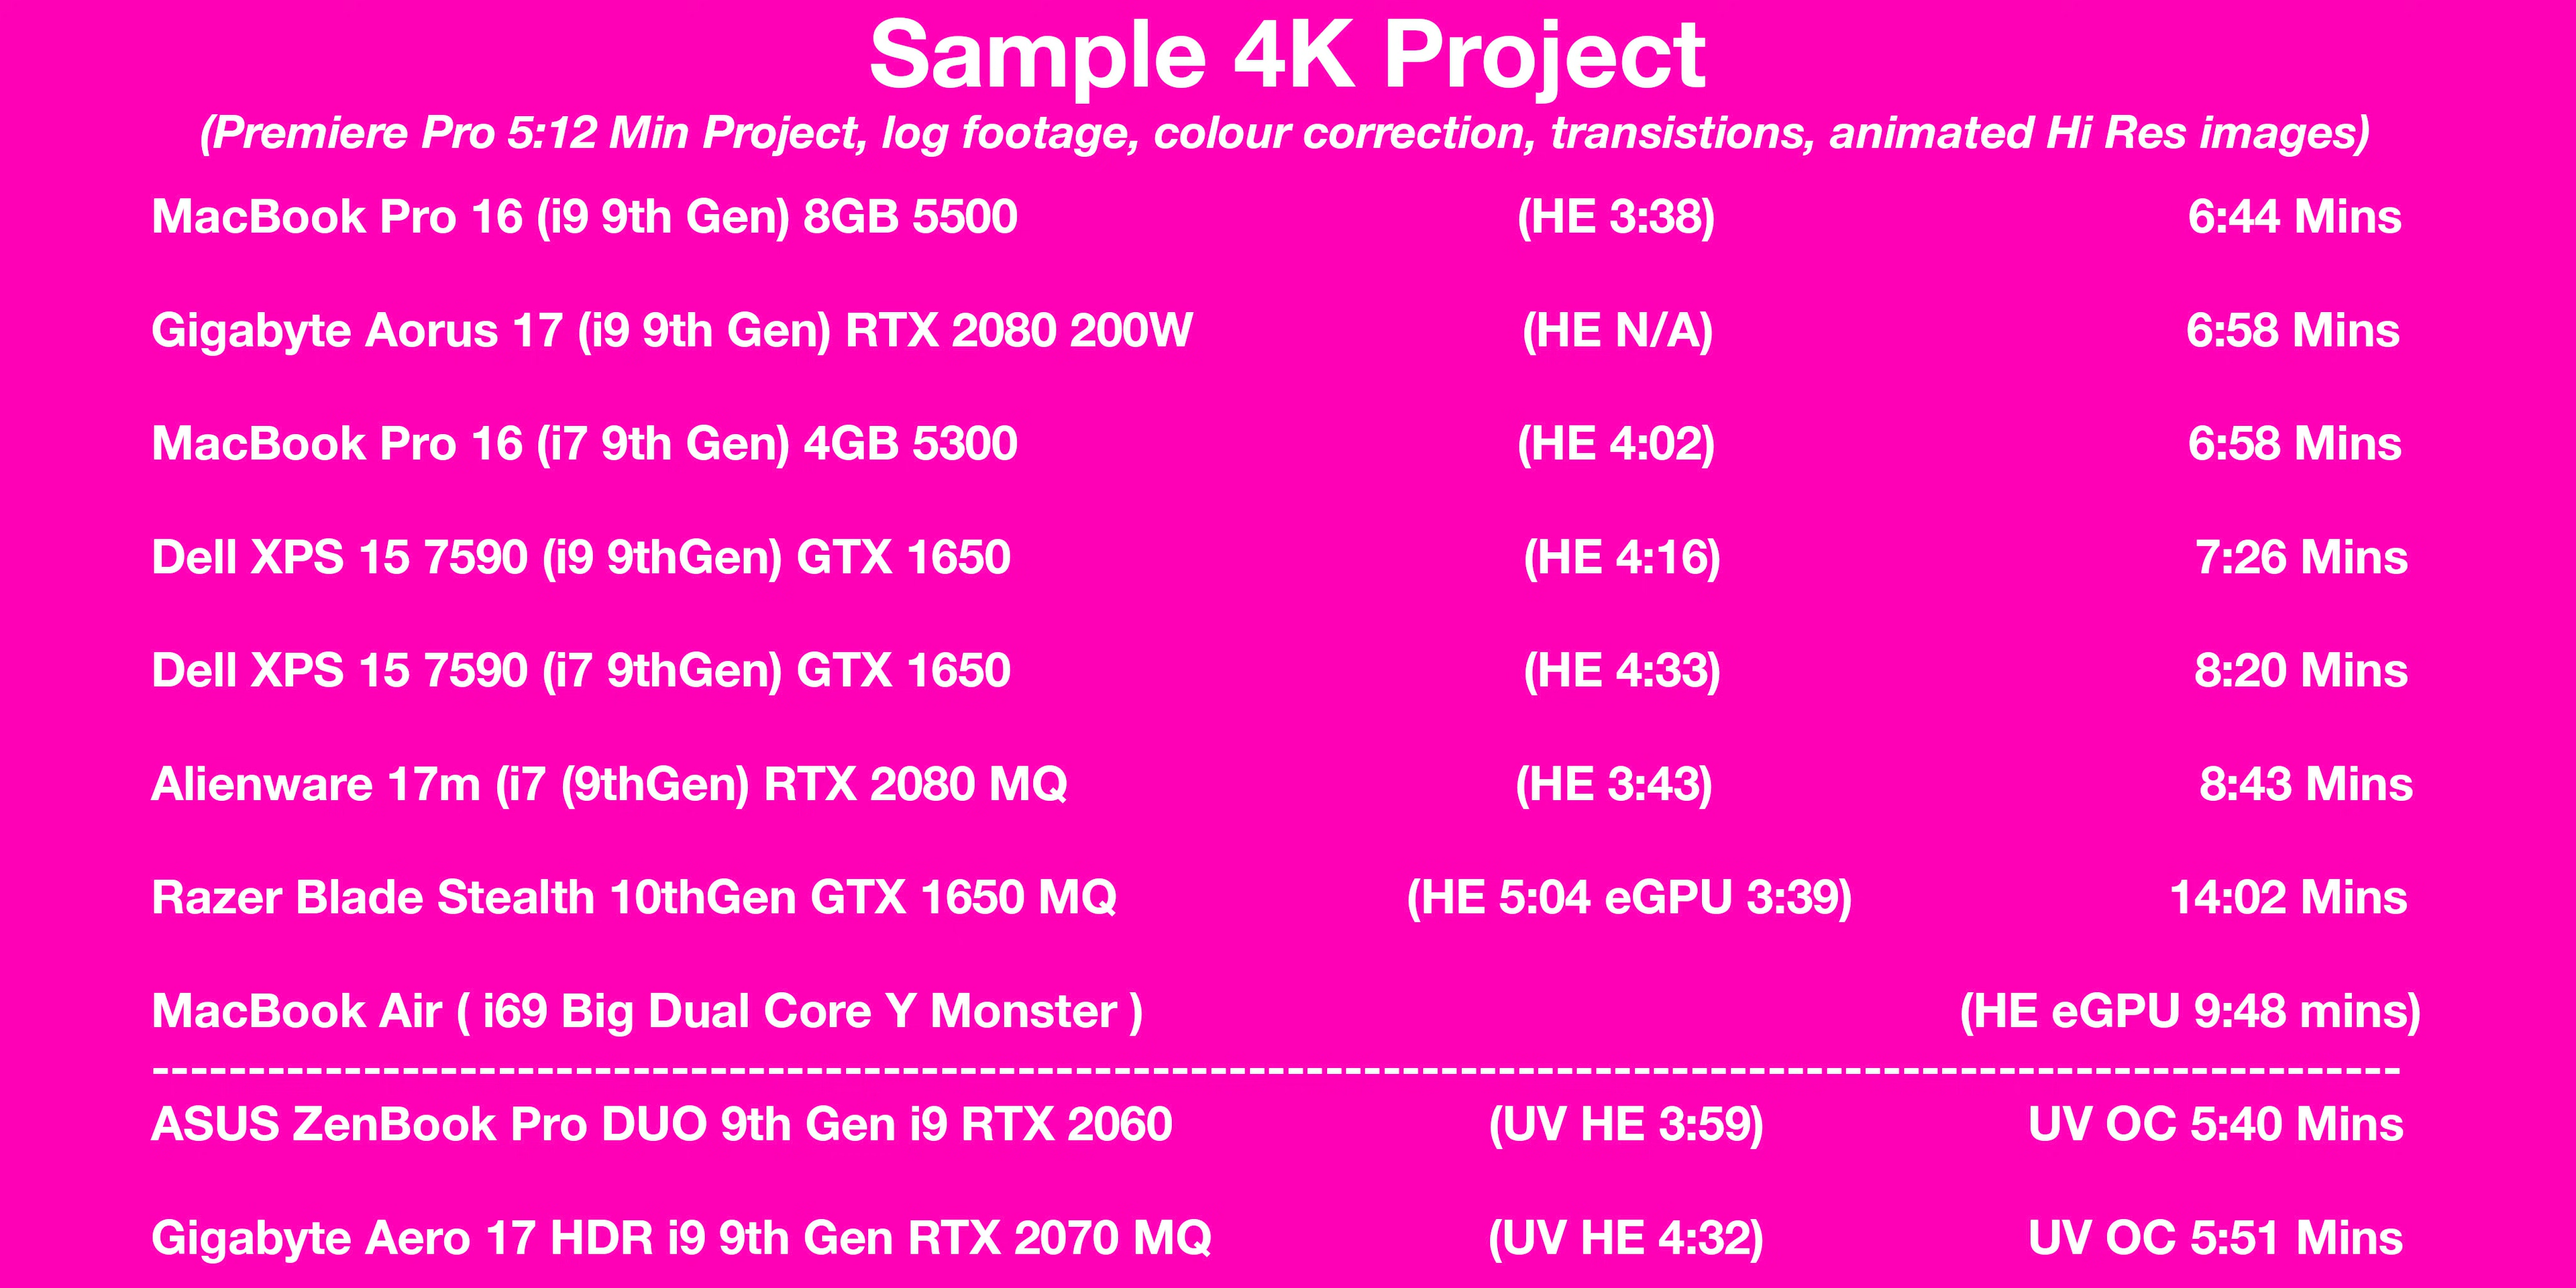 Sample 4K Project
(Premiere Pro 5:12 Min Project, log footage, colour correction, transistions, animated Hi Res images)
MacBook Pro 16 (i9 9th Gen) 8GB 5500 (HE 3:38) 6:44 Mins
Gigabyte Aorus 17 (i9 9th Gen) RTX 2080 200W (HE N/A) 6:58 Mins
MacBook Pro 16 (i7 9th Gen) 4GB 5300 (HE 4:02) 6:58 Mins
Dell XPS 15 7590 (i9 9thGen) GTX 1650 (HE 4:16) 7:26 Mins
Dell XPS 15 7590 (i7 9thGen) GTX 1650 (HE 4:33) 8:20 Mins
Alienware 17m (i7 (9thGen) RTX 2080 MQ (HE 3:43) 8:43 Mins
Razer Blade Stealth 10thGen GTX 1650 MQ (HE 5:04 eGPU 3:39) 14:02 Mins
MacBook Air ( i69 Big Dual Core Y Monster ) (HE eGPU 9:48 mins)
---------------------------------------------------------------------------------------------------------------------
ASUS ZenBook Pro DUO 9th Gen i9 RTX 2060 (UV HE 3:59) UV OC 5:40 Mins
Gigabyte Aero 17 HDR i9 9th Gen RTX 2070 MQ (UV HE 4:32) UV OC 5:51 Mins